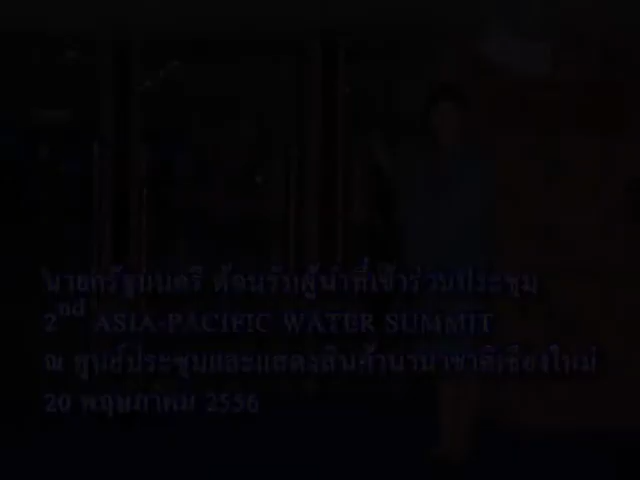 นายกรัฐมนตรี ต้อนรับผู้นำที่เข้าร่วมประชุม
2nd ASIA-PACIFIC WATER SUMMIT
ณ ศูนย์ประชุมและแสดงสินค้านานาชาติเชียงใหม่
20 พฤษภาคม 2556